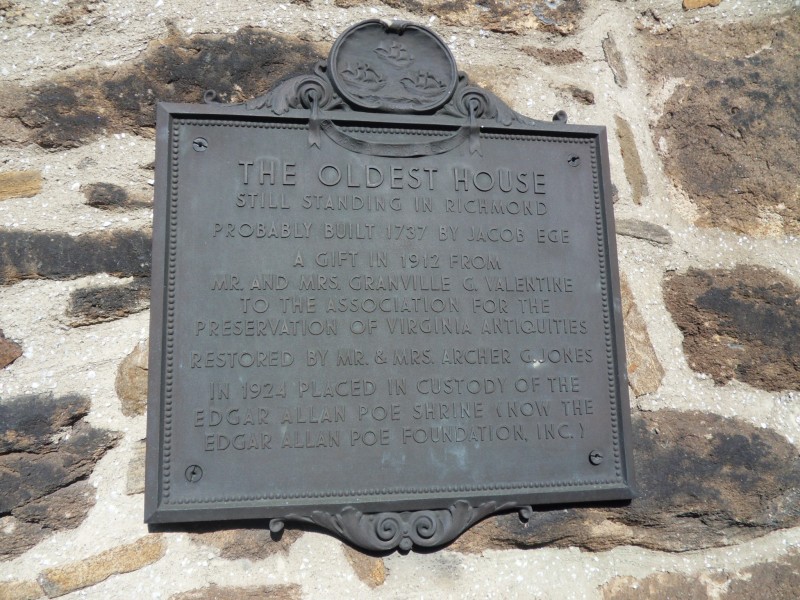 THE OLDEST HOUSE
STILL STANDING IN RICHMOND
PROBABLY BUILT 1737 BY JACOB EGE
A GIFT IN 1912 FROM
MR. AND MRS. GRANVILLE G. VALENTINE
TO THE ASSOCIATION FOR THE
PRESERVATION OF VIRGINIA ANTIQUITIES
RESTORED BY MR. & MRS. ARCHER G. JONES
IN 1924 PLACED IN CUSTODY OF THE
EDGAR ALLAN POE SHRINE (NOW THE
EDGAR ALLAN POE FOUNDATION, INC.)